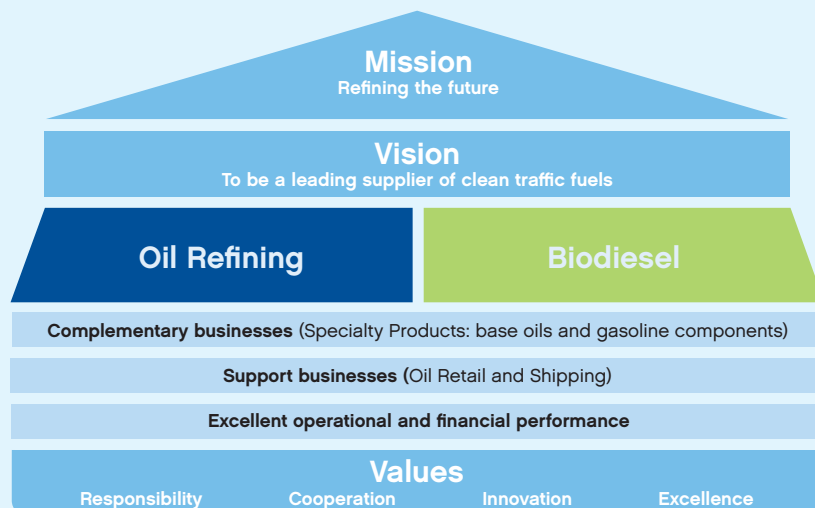 Mission
Refining the future
Vision
To be a leading supplier of clean traffic fuels
Oil Refining
Biodiesel
Complementary businesses (Specialty Products: base oils and gasoline components)
Support businesses (Oil Retail and Shipping)
Excellent operational and financial performance
Values
Responsibility Cooperation Innovation Excellence